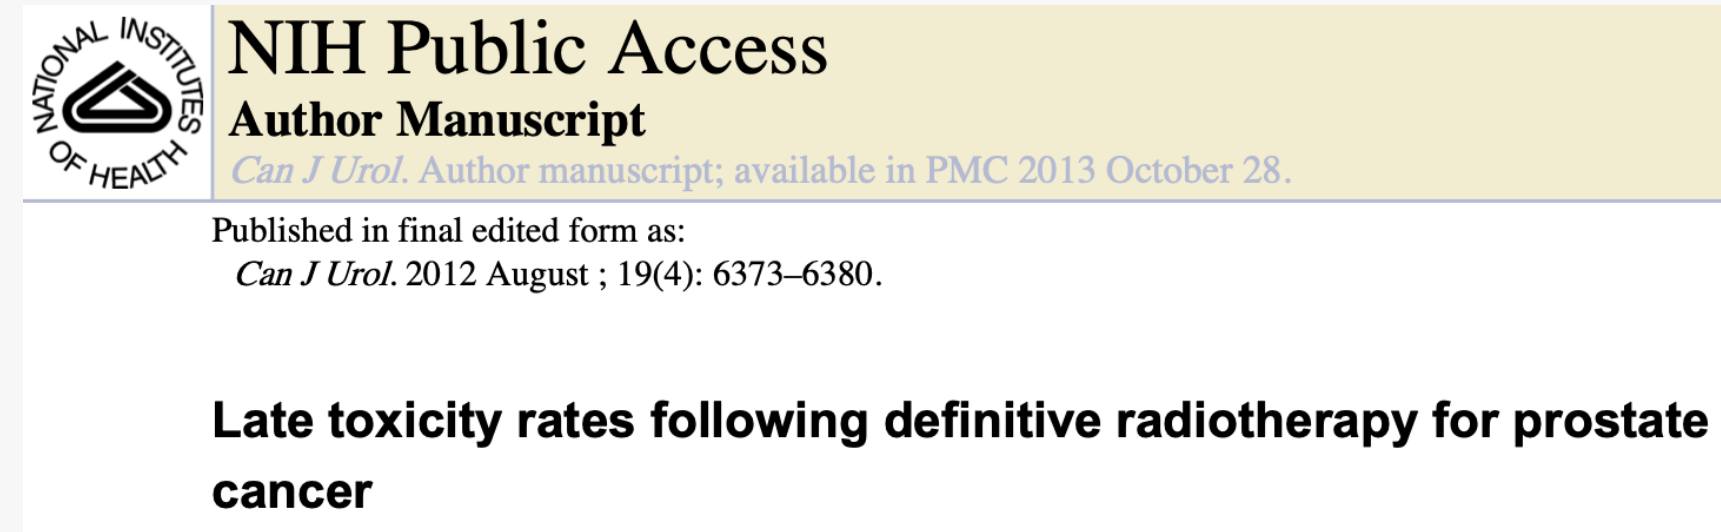 NATIONAL INSTITUTES
OF HEALTH
NIH Public Access
Author Manuscript
Can J Urol. Author manuscript; available in PMC 2013 October 28.
Published in final edited form as:
Can J Urol. 2012 August ; 19(4): 6373–6380.
Late toxicity rates following definitive radiotherapy for prostate
cancer